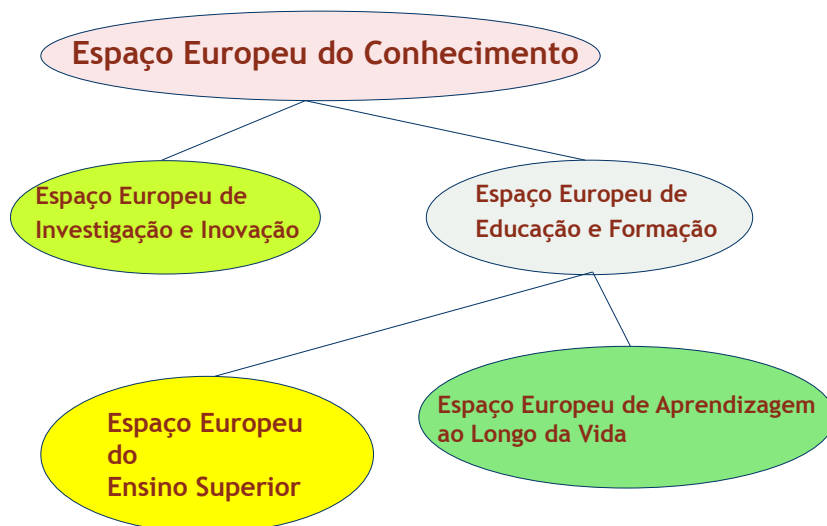 Espaço Europeu do Conhecimento
Espaço Europeu de
Investigação e Inovação
Espaço Europeu de
Educação e Formação
Espaço Europeu
do
Ensino Superior
Espaço Europeu de Aprendizagem
ao Longo da Vida